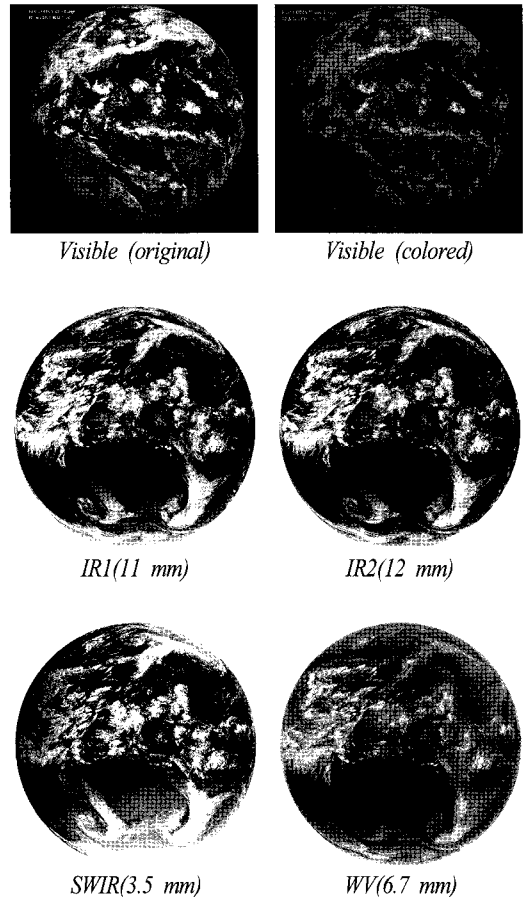 Visible (original)
Visible (colored)
IR1(11 mm)
IR2(12 mm)
SWIR(3.5 mm)
WV(6.7 mm)